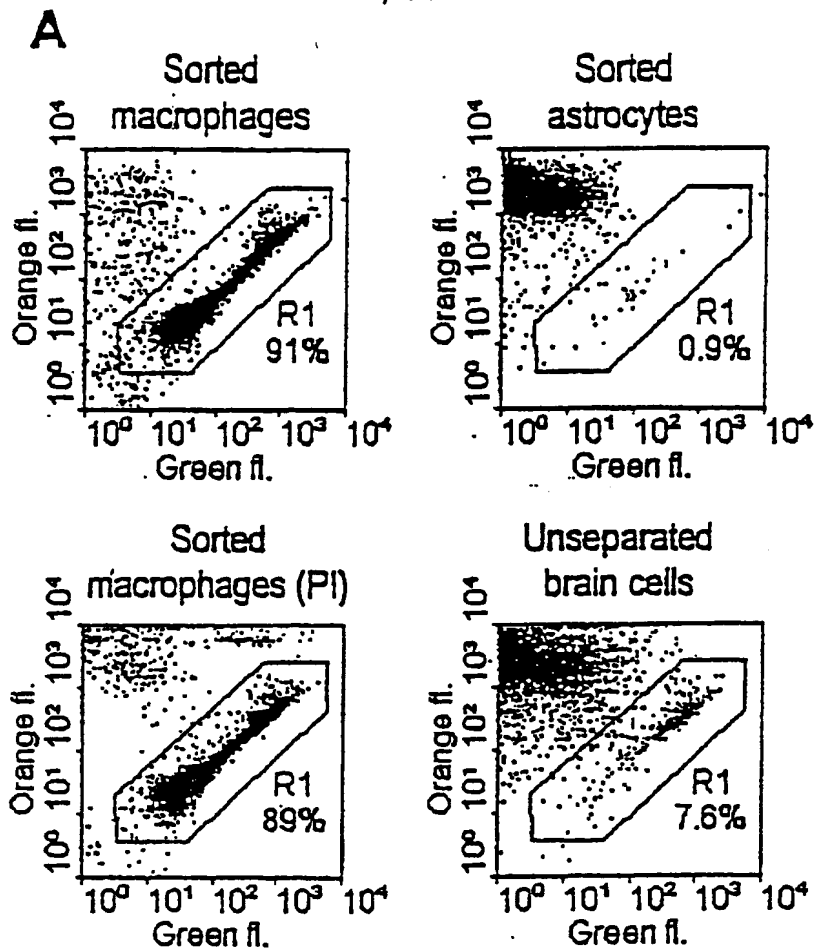 A
Sorted
macrophages
Orange fl.
10⁴
10³
10²
10¹
10⁰
R1
91%
10⁰ 10¹ 10² 10³ 10⁴
Green fl.
Sorted
astrocytes
Orange fl.
10⁴
10³
10²
10¹
10⁰
R1
0.9%
10⁰ 10¹ 10² 10³ 10⁴
Green fl.
Sorted
macrophages (PI)
Orange fl.
10⁴
10³
10²
10¹
10⁰
R1
89%
10⁰ 10¹ 10² 10³ 10⁴
Green fl.
Unseparated
brain cells
Orange fl.
10⁴
10³
10²
10¹
10⁰
R1
7.6%
10⁰ 10¹ 10² 10³ 10⁴
Green fl.